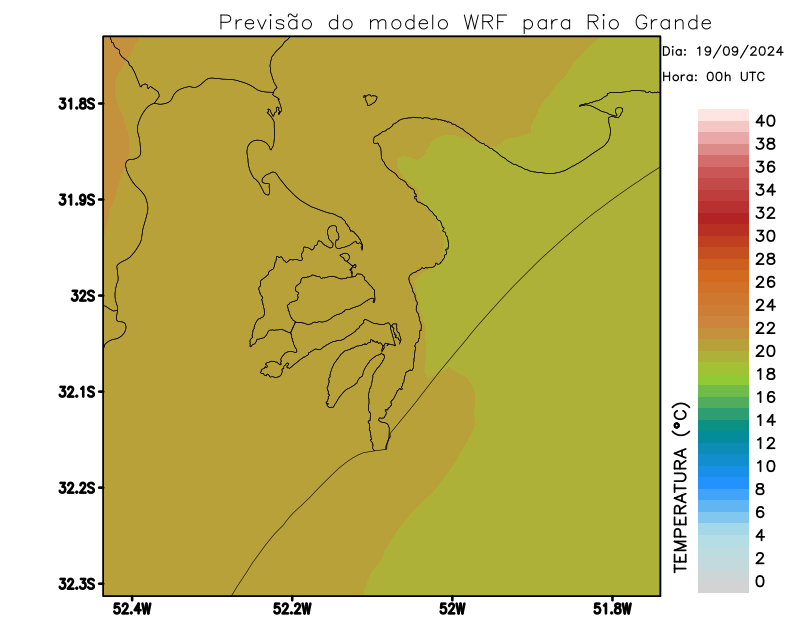 Previsão do modelo WRF para Rio Grande
Dia: 19/09/2024
Hora: 00h UTC
31.8S
31.9S
32S
32.1S
32.2S
32.3S
52.4W
52.2W
52W
51.8W
TEMPERATURA (°C)
40
38
36
34
32
30
28
26
24
22
20
18
16
14
12
10
8
6
4
2
0